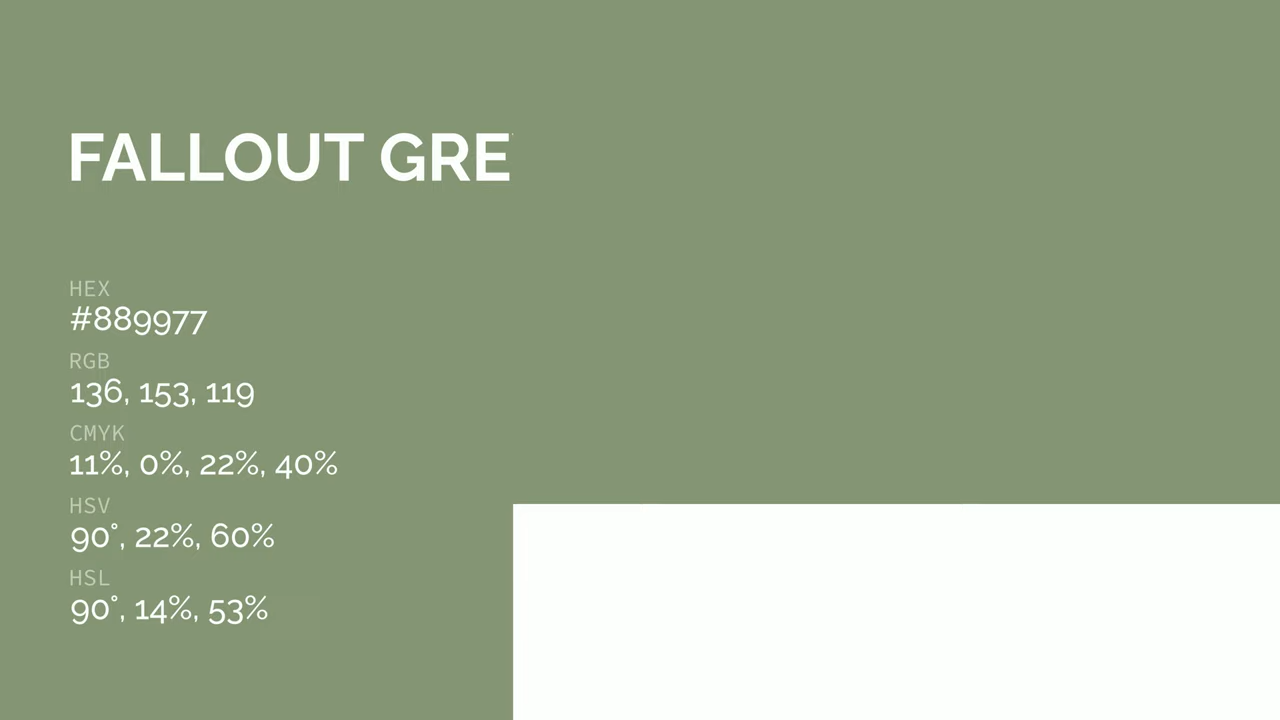 FALLOUT GRE
HEX
#889977
RGB
136, 153, 119
CMYK
11%, 0%, 22%, 40%
HSV
90°, 22%, 60%
HSL
90°, 14%, 53%